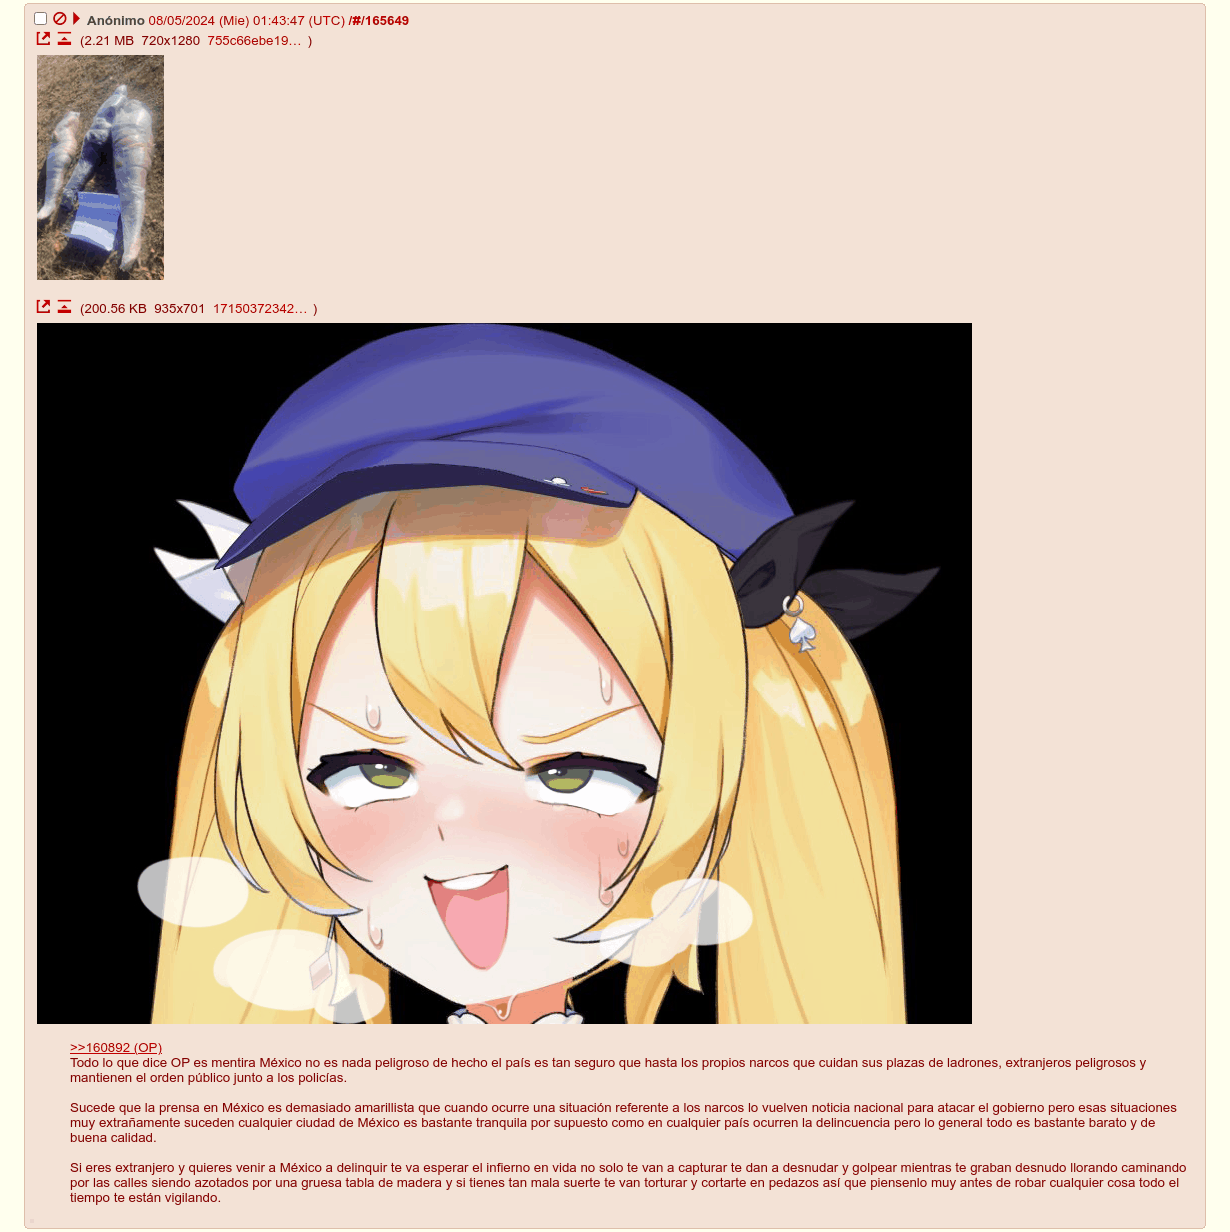 Anónimo 08/05/2024 (Mie) 01:43:47 (UTC) /#/165649
(2.21 MB 720x1280 755c66ebe19… )
(200.56 KB 935x701 17150372342… )
>>160892 (OP)
Todo lo que dice OP es mentira México no es nada peligroso de hecho el país es tan seguro que hasta los propios narcos que cuidan sus plazas de ladrones, extranjeros peligrosos y
mantienen el orden público junto a los policías.
Sucede que la prensa en México es demasiado amarillista que cuando ocurre una situación referente a los narcos lo vuelven noticia nacional para atacar el gobierno pero esas situaciones
muy extrañamente suceden cualquier ciudad de México es bastante tranquila por supuesto como en cualquier país ocurren la delincuencia pero lo general todo es bastante barato y de
buena calidad.
Si eres extranjero y quieres venir a México a delinquir te va esperar el infierno en vida no solo te van a capturar te dan a desnudar y golpear mientras te graban desnudo llorando caminando
por las calles siendo azotados por una gruesa tabla de madera y si tienes tan mala suerte te van torturar y cortarte en pedazos así que piensenlo muy antes de robar cualquier cosa todo el
tiempo te están vigilando.